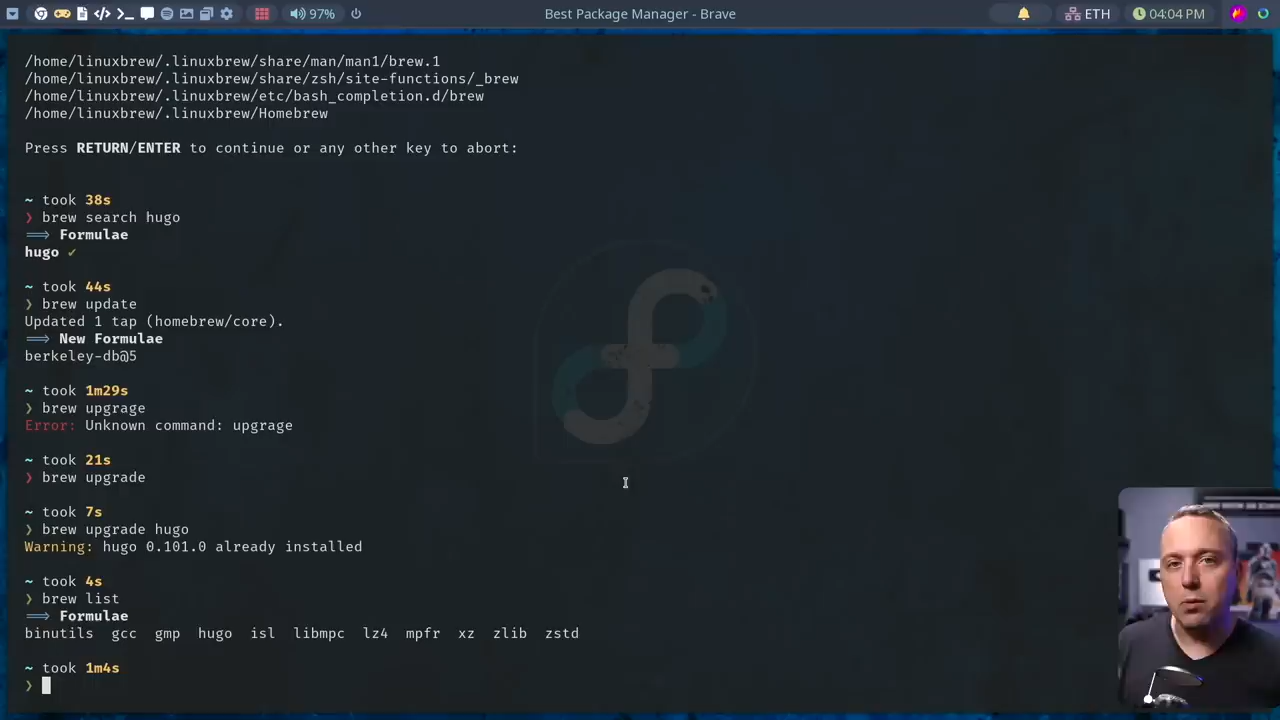 97%
Best Package Manager - Brave
ETH
04:04 PM
/home/linuxbrew/.linuxbrew/share/man/man1/brew.1
/home/linuxbrew/.linuxbrew/share/zsh/site-functions/_brew
/home/linuxbrew/.linuxbrew/etc/bash_completion.d/brew
/home/linuxbrew/.linuxbrew/Homebrew
Press RETURN/ENTER to continue or any other key to abort:
~ took 38s
❯ brew search hugo
==> Formulae
hugo ✔
~ took 44s
❯ brew update
Updated 1 tap (homebrew/core).
==> New Formulae
berkeley-db@5
~ took 1m29s
❯ brew upgrage
Error: Unknown command: upgrage
~ took 21s
❯ brew upgrade
~ took 7s
❯ brew upgrade hugo
Warning: hugo 0.101.0 already installed
~ took 4s
❯ brew list
==> Formulae
binutils gcc gmp hugo isl libmpc lz4 mpfr xz zlib zstd
~ took 1m4s
❯